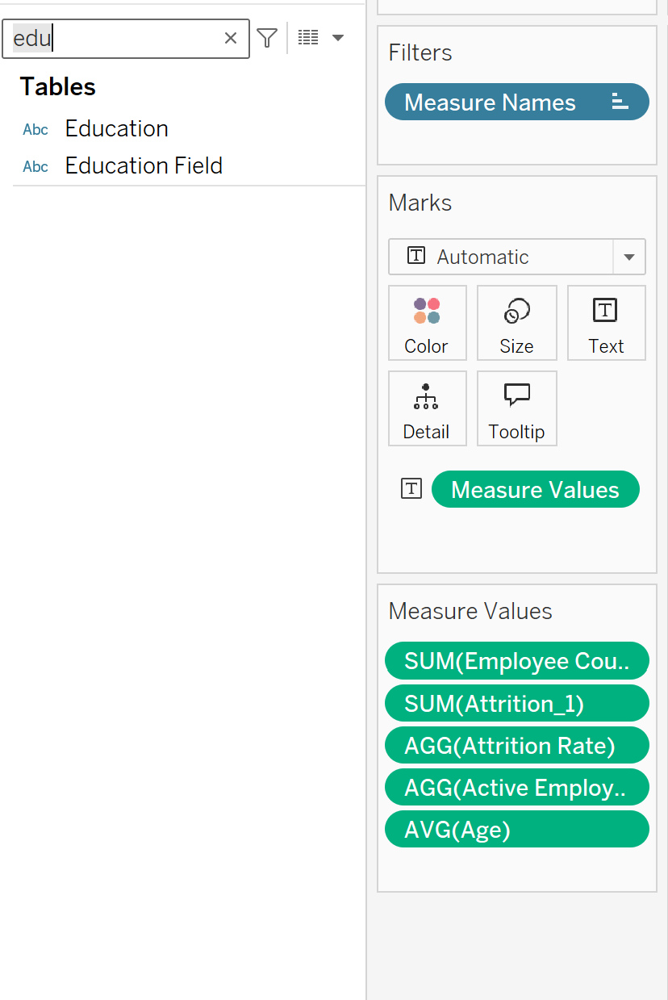 edu
Tables
Abc Education
Abc Education Field
Filters
Measure Names
Marks
T Automatic
Color Size T Text
Detail Tooltip
T Measure Values
Measure Values
SUM(Employee Cou..
SUM(Attrition_1)
AGG(Attrition Rate)
AGG(Active Employ..
AVG(Age)